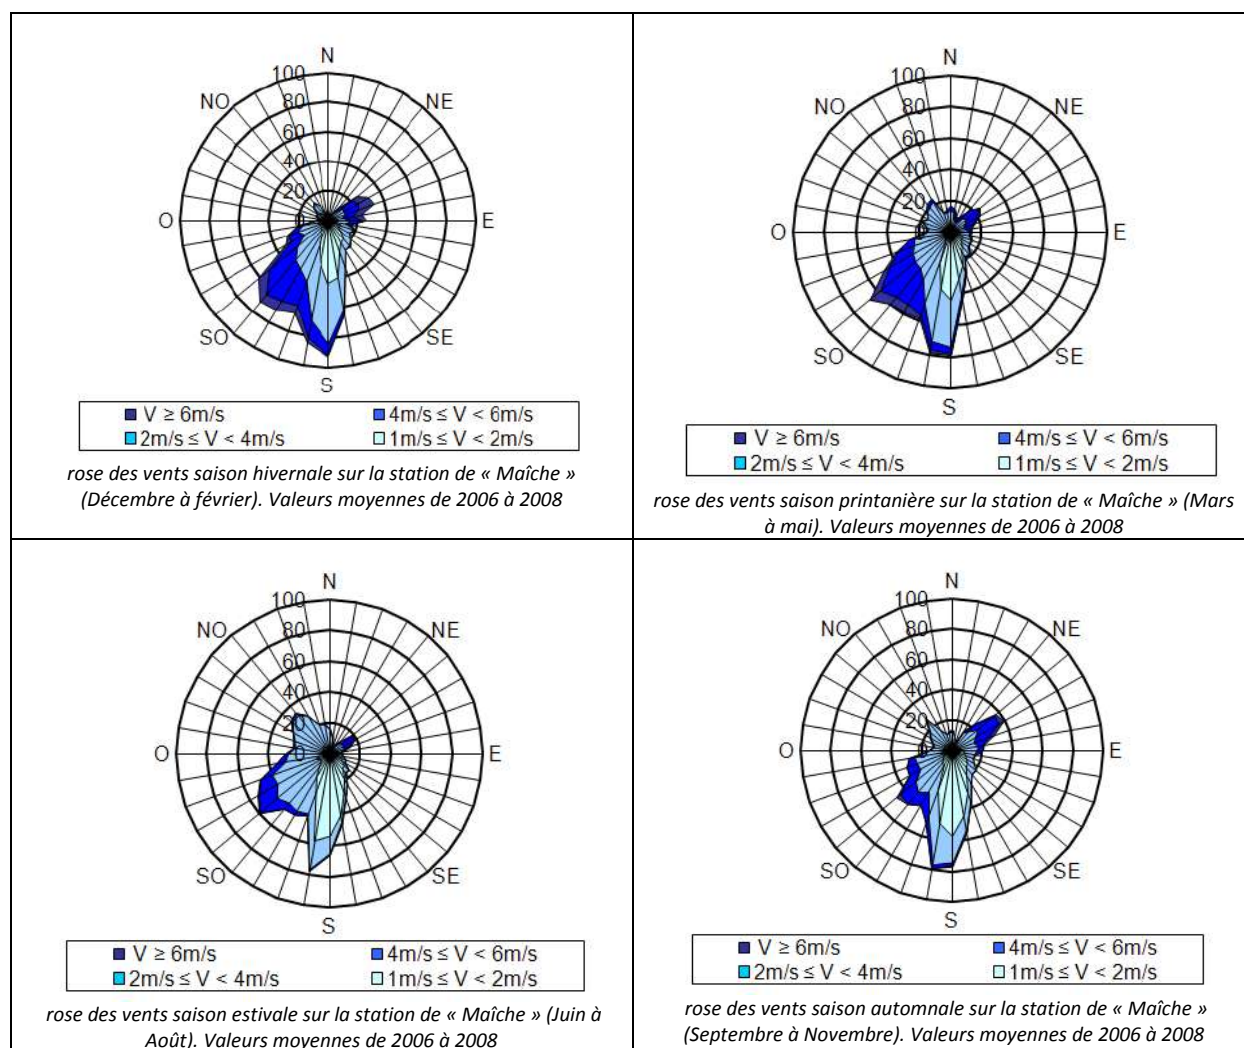 N
100
NO
NE
80
60
40
20
O
0
E
SO
SE
S
V ≥ 6m/s
4m/s ≤ V < 6m/s
2m/s ≤ V < 4m/s
1m/s ≤ V < 2m/s
rose des vents saison hivernale sur la station de « Maîche »
(Décembre à février). Valeurs moyennes de 2006 à 2008
N
100
NO
NE
80
60
40
20
O
0
E
SO
SE
S
V ≥ 6m/s
4m/s ≤ V < 6m/s
2m/s ≤ V < 4m/s
1m/s ≤ V < 2m/s
rose des vents saison printanière sur la station de « Maîche » (Mars
à mai). Valeurs moyennes de 2006 à 2008
N
100
NO
NE
80
60
40
20
O
0
E
SO
SE
S
V ≥ 6m/s
4m/s ≤ V < 6m/s
2m/s ≤ V < 4m/s
1m/s ≤ V < 2m/s
rose des vents saison estivale sur la station de « Maîche » (Juin à
Août). Valeurs moyennes de 2006 à 2008
N
100
NO
NE
80
60
40
20
O
0
E
SO
SE
S
V ≥ 6m/s
4m/s ≤ V < 6m/s
2m/s ≤ V < 4m/s
1m/s ≤ V < 2m/s
rose des vents saison automnale sur la station de « Maîche »
(Septembre à Novembre). Valeurs moyennes de 2006 à 2008